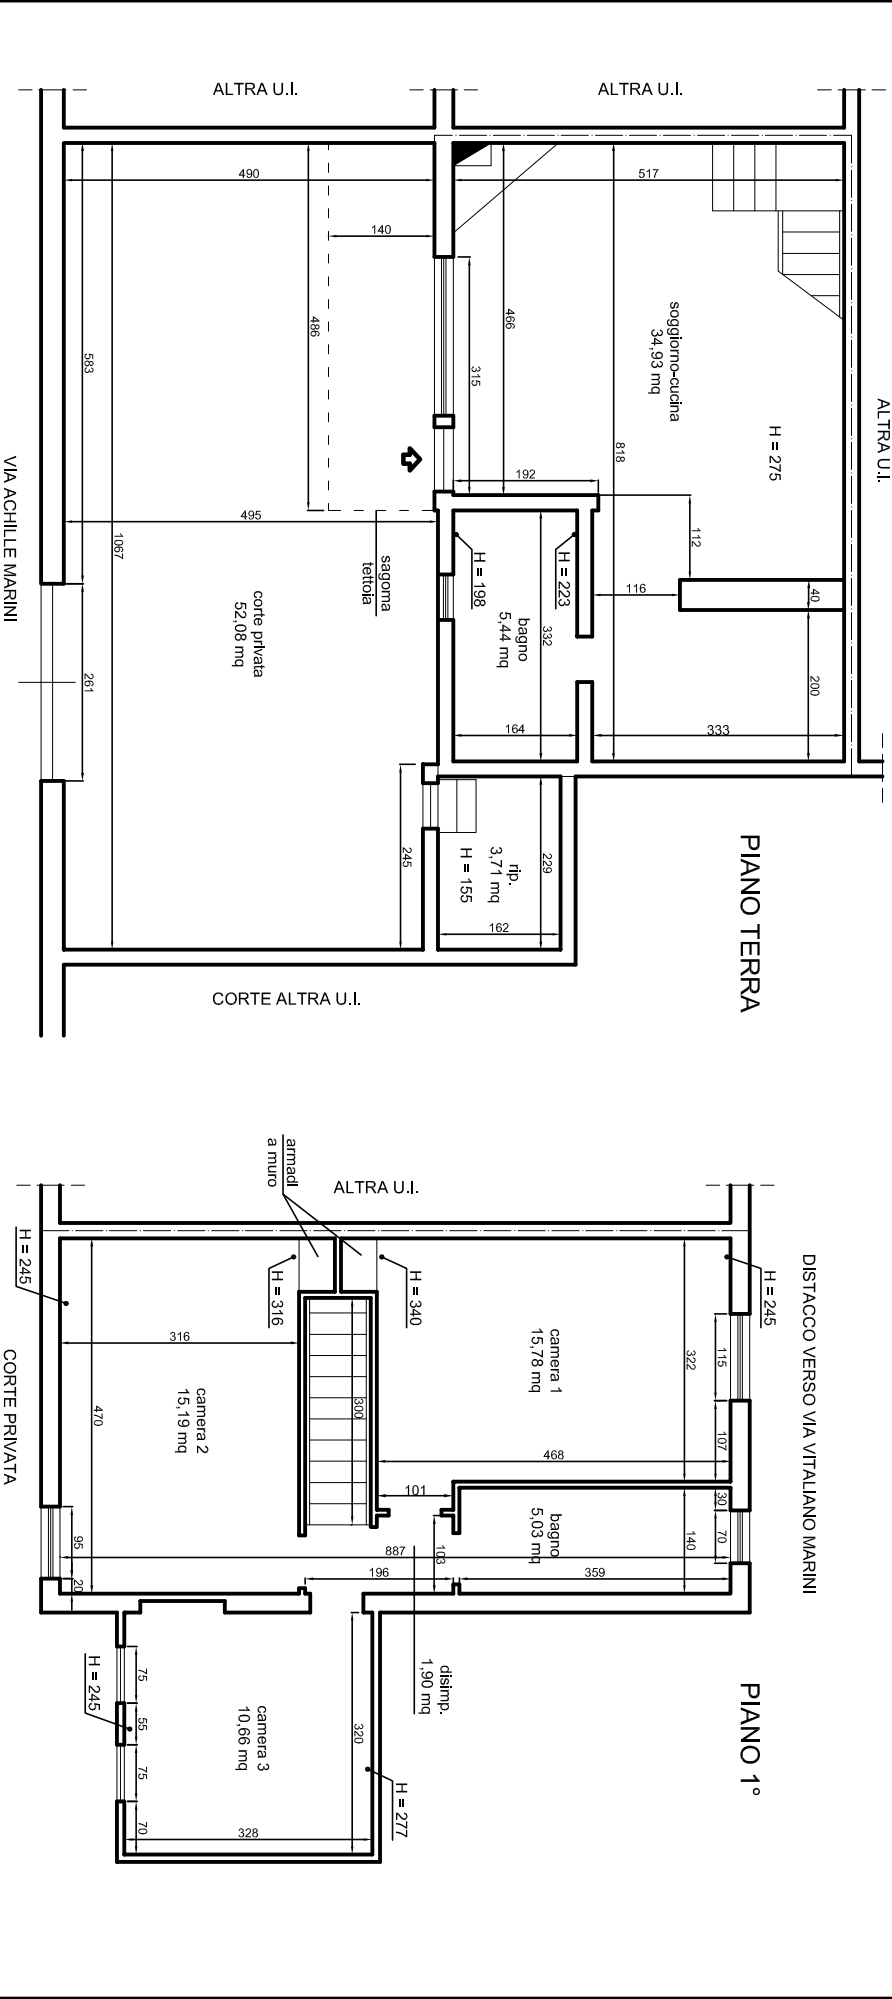 ALTRA U.I.
ALTRA U.I.
ALTRA U.I.
490
517
140
466
486
315
583
818
1067
soggiorno-cucina
34,93 mq
H = 275
192
495
112
116
40
sagoma
tettoia
H = 198
H = 223
bagno
5,44 mq
332
corte privata
52,08 mq
261
200
164
333
VIA ACHILLE MARINI
PIANO TERRA
245
rip.
3,71 mq
H = 155
229
162
CORTE ALTRA U.I.
armadi
a muro
ALTRA U.I.
DISTACCO VERSO VIA VITALIANO MARINI
H = 245
H = 316
H = 340
H = 245
316
322
115
camera 1
15,78 mq
camera 2
15,19 mq
470
300
107
468
101
30
bagno
5,03 mq
140
70
95
887
103
20
196
359
CORTE PRIVATA
disimp.
1,90 mq
PIANO 1°
H = 245
75
55
75
70
camera 3
10,66 mq
320
H = 277
328